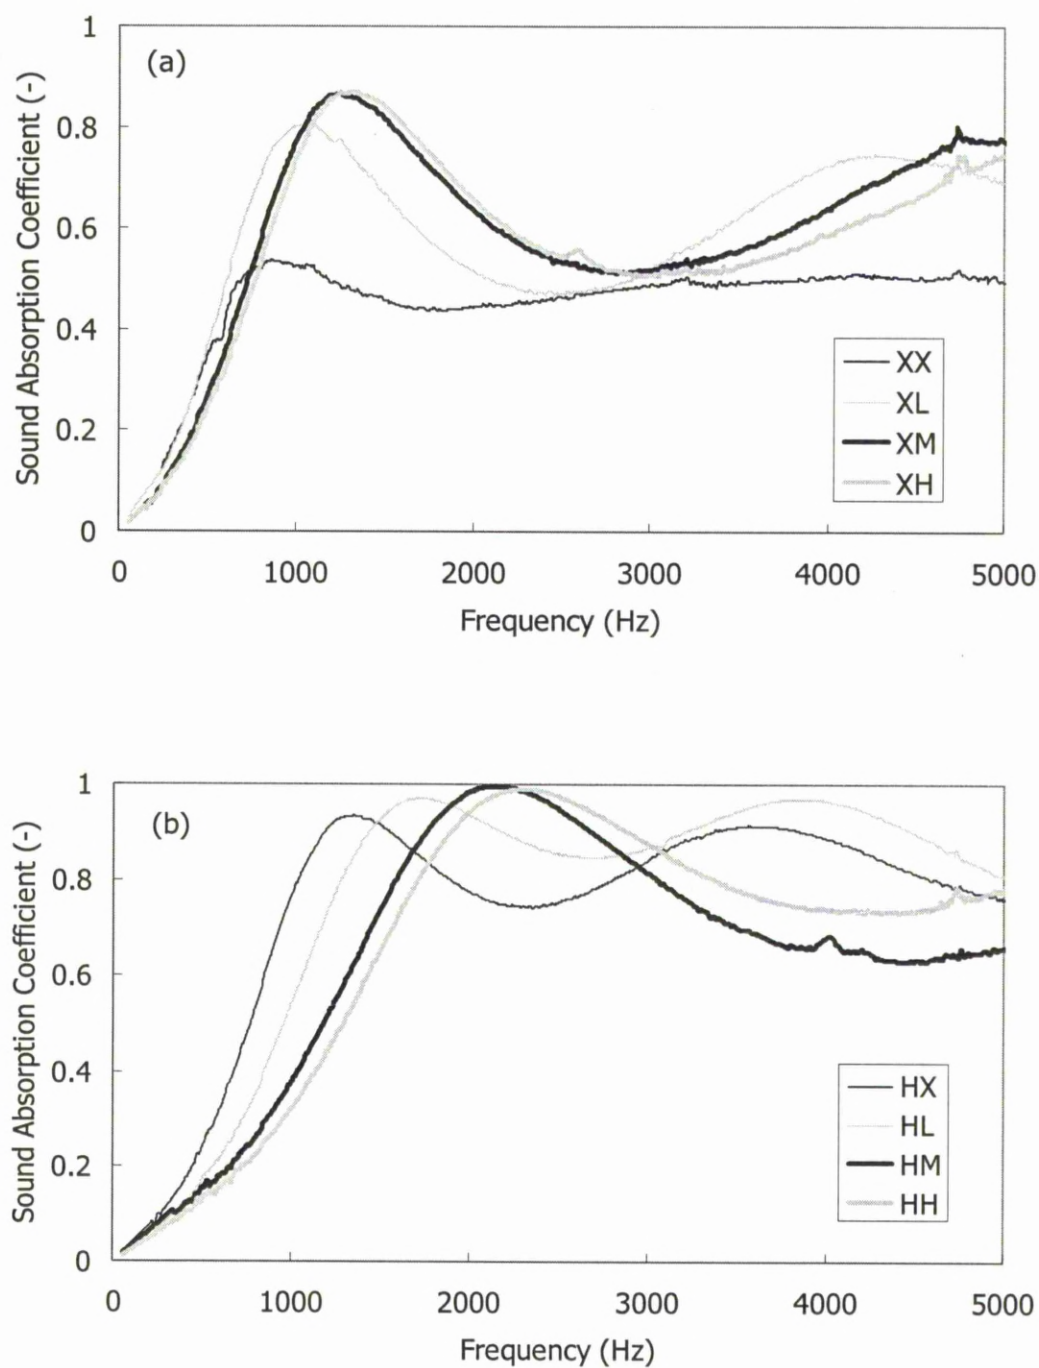 (a)
Sound Absorption Coefficient (-)
1
0.8
0.6
0.4
0.2
0
0 1000 2000 3000 4000 5000
Frequency (Hz)
XX
XL
XM
XH
(b)
Sound Absorption Coefficient (-)
1
0.8
0.6
0.4
0.2
0
0 1000 2000 3000 4000 5000
Frequency (Hz)
HX
HL
HM
HH